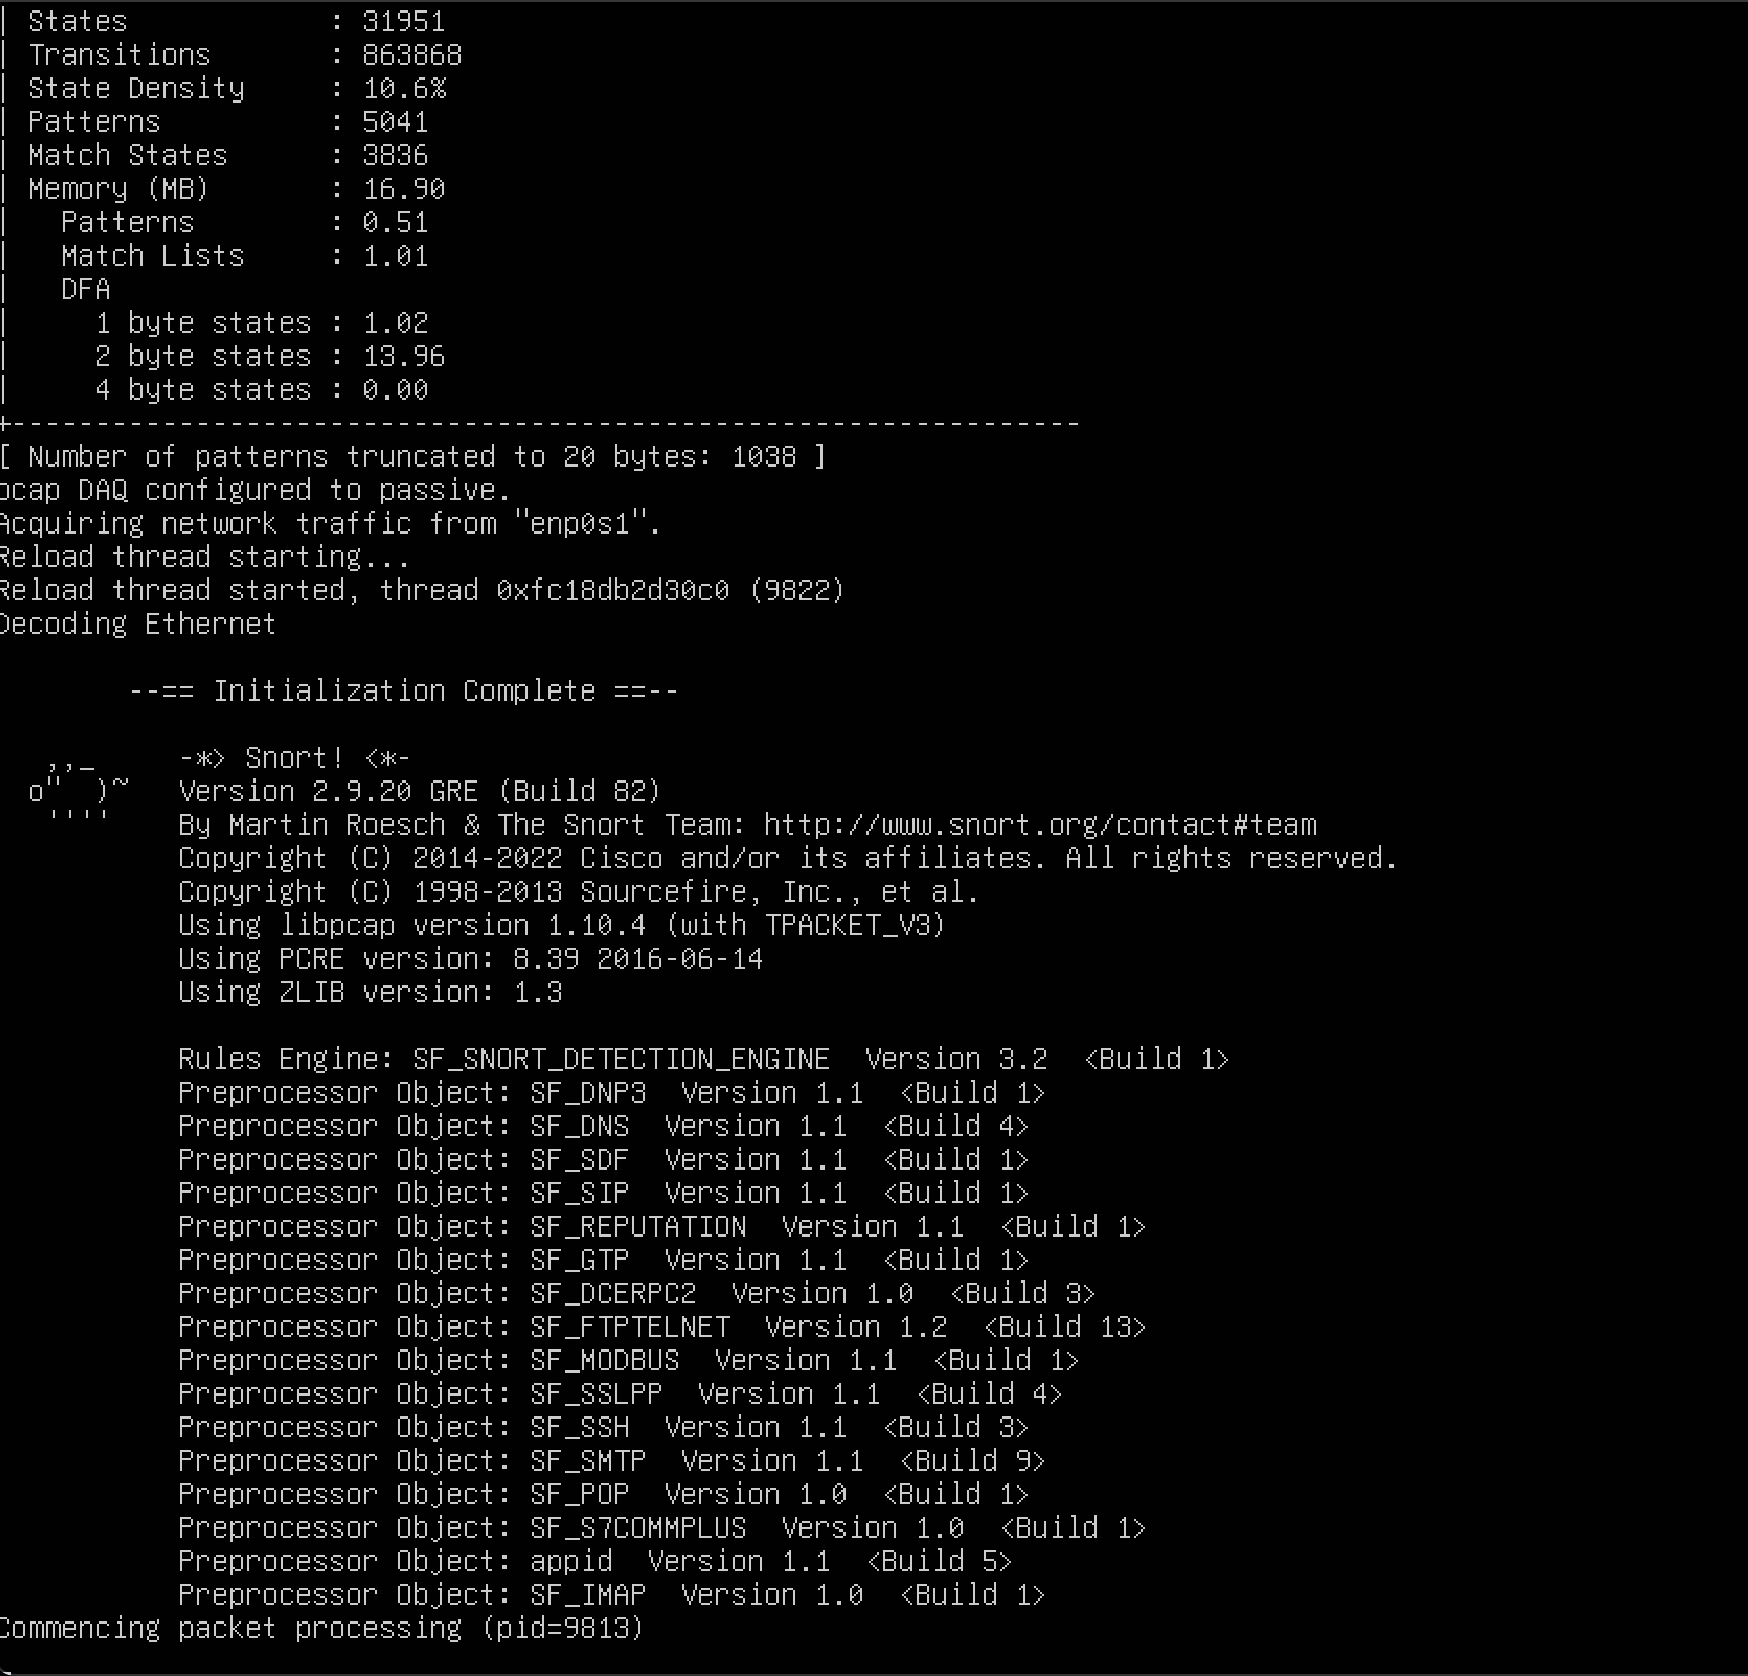 | States            : 31951
| Transitions       : 863868
| State Density     : 10.6%
| Patterns          : 5041
| Match States      : 3836
| Memory (MB)       : 16.90
|   Patterns        : 0.51
|   Match Lists     : 1.01
|   DFA
|     1 byte states : 1.02
|     2 byte states : 13.96
|     4 byte states : 0.00
+----------------------------------------------------------------
[ Number of patterns truncated to 20 bytes: 1038 ]
pcap DAQ configured to passive.
Acquiring network traffic from "enp0s1".
Reload thread starting...
Reload thread started, thread 0xfc18db2d30c0 (9822)
Decoding Ethernet

        --== Initialization Complete ==--

   ,,_     -*> Snort! <*-
  o"  )~   Version 2.9.20 GRE (Build 82)
   ''''    By Martin Roesch & The Snort Team: http://www.snort.org/contact#team
           Copyright (C) 2014-2022 Cisco and/or its affiliates. All rights reserved.
           Copyright (C) 1998-2013 Sourcefire, Inc., et al.
           Using libpcap version 1.10.4 (with TPACKET_V3)
           Using PCRE version: 8.39 2016-06-14
           Using ZLIB version: 1.3

           Rules Engine: SF_SNORT_DETECTION_ENGINE  Version 3.2  <Build 1>
           Preprocessor Object: SF_DNP3  Version 1.1  <Build 1>
           Preprocessor Object: SF_DNS  Version 1.1  <Build 4>
           Preprocessor Object: SF_SDF  Version 1.1  <Build 1>
           Preprocessor Object: SF_SIP  Version 1.1  <Build 1>
           Preprocessor Object: SF_REPUTATION  Version 1.1  <Build 1>
           Preprocessor Object: SF_GTP  Version 1.1  <Build 1>
           Preprocessor Object: SF_DCERPC2  Version 1.0  <Build 3>
           Preprocessor Object: SF_FTPTELNET  Version 1.2  <Build 13>
           Preprocessor Object: SF_MODBUS  Version 1.1  <Build 1>
           Preprocessor Object: SF_SSLPP  Version 1.1  <Build 4>
           Preprocessor Object: SF_SSH  Version 1.1  <Build 3>
           Preprocessor Object: SF_SMTP  Version 1.1  <Build 9>
           Preprocessor Object: SF_POP  Version 1.0  <Build 1>
           Preprocessor Object: SF_S7COMMPLUS  Version 1.0  <Build 1>
           Preprocessor Object: appid  Version 1.1  <Build 5>
           Preprocessor Object: SF_IMAP  Version 1.0  <Build 1>
Commencing packet processing (pid=9813)